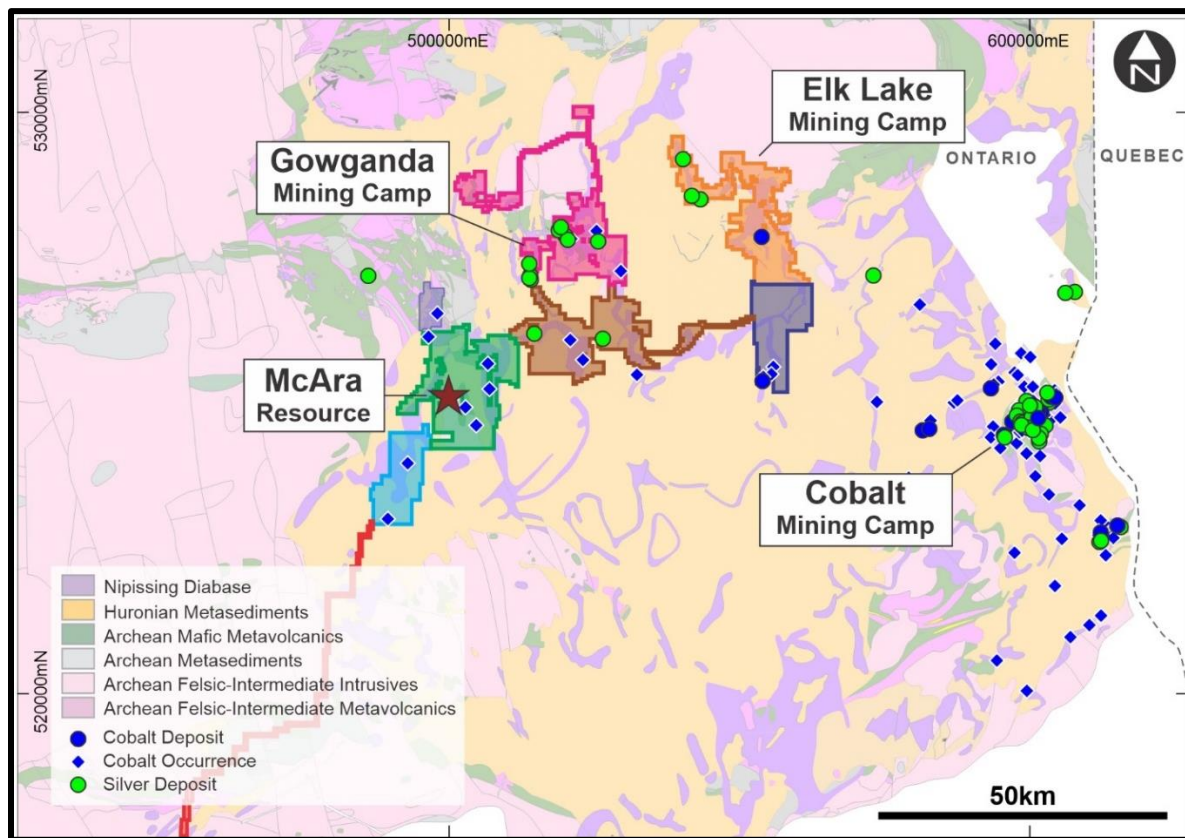 500000mE
600000mE
N
530000mN
Elk Lake
Mining Camp
Gowganda
Mining Camp
ONTARIO
QUEBEC
McAra
Resource
Cobalt
Mining Camp
520000mN
Nipissing Diabase
Huronian Metasediments
Archean Mafic Metavolcanics
Archean Metasediments
Archean Felsic-Intermediate Intrusives
Archean Felsic-Intermediate Metavolcanics
Cobalt Deposit
Cobalt Occurrence
Silver Deposit
50km